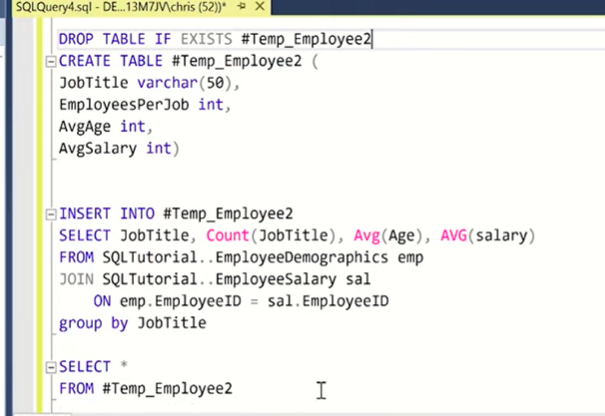 SQLQuery4.sql - DE...13M7JV\chris (52))*
DROP TABLE IF EXISTS #Temp_Employee2
CREATE TABLE #Temp_Employee2 (
JobTitle varchar(50),
EmployeesPerJob int,
AvgAge int,
AvgSalary int)
INSERT INTO #Temp_Employee2
SELECT JobTitle, Count(JobTitle), Avg(Age), AVG(salary)
FROM SQLTutorial..EmployeeDemographics emp
JOIN SQLTutorial..EmployeeSalary sal
ON emp.EmployeeID = sal.EmployeeID
group by JobTitle
SELECT *
FROM #Temp_Employee2